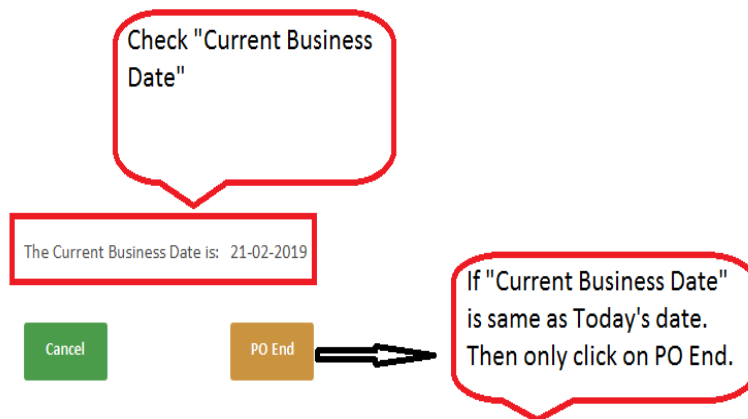 Check "Current Business
Date"
The Current Business Date is: 21-02-2019
If "Current Business Date"
is same as Today's date.
Then only click on PO End.
Cancel
PO End